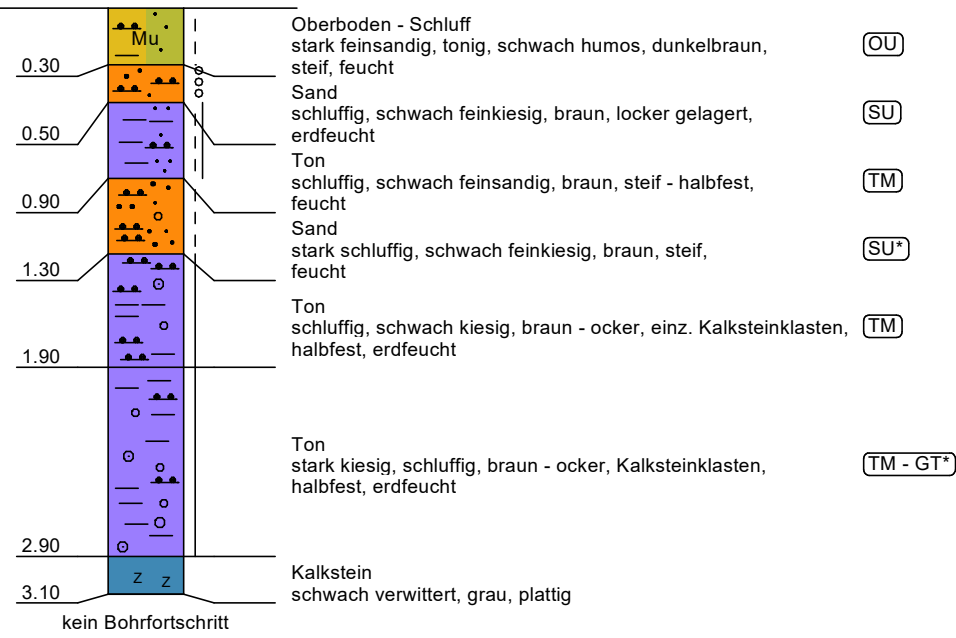 Oberboden - Schluff
stark feinsandig, tonig, schwach humos, dunkelbraun,
steif, feucht
OU
Mu
0.30
Sand
schluffig, schwach feinkiesig, braun, locker gelagert,
erdfeucht
SU
0.50
Ton
schluffig, schwach feinsandig, braun, steif - halbfest,
feucht
TM
0.90
Sand
stark schluffig, schwach feinkiesig, braun, steif,
feucht
SU*
1.30
Ton
schluffig, schwach kiesig, braun - ocker, einz. Kalksteinklasten,
halbfest, erdfeucht
TM
1.90
Ton
stark kiesig, schluffig, braun - ocker, Kalksteinklasten,
halbfest, erdfeucht
TM - GT*
2.90
Kalkstein
schwach verwittert, grau, plattig
z z
3.10
kein Bohrfortschritt